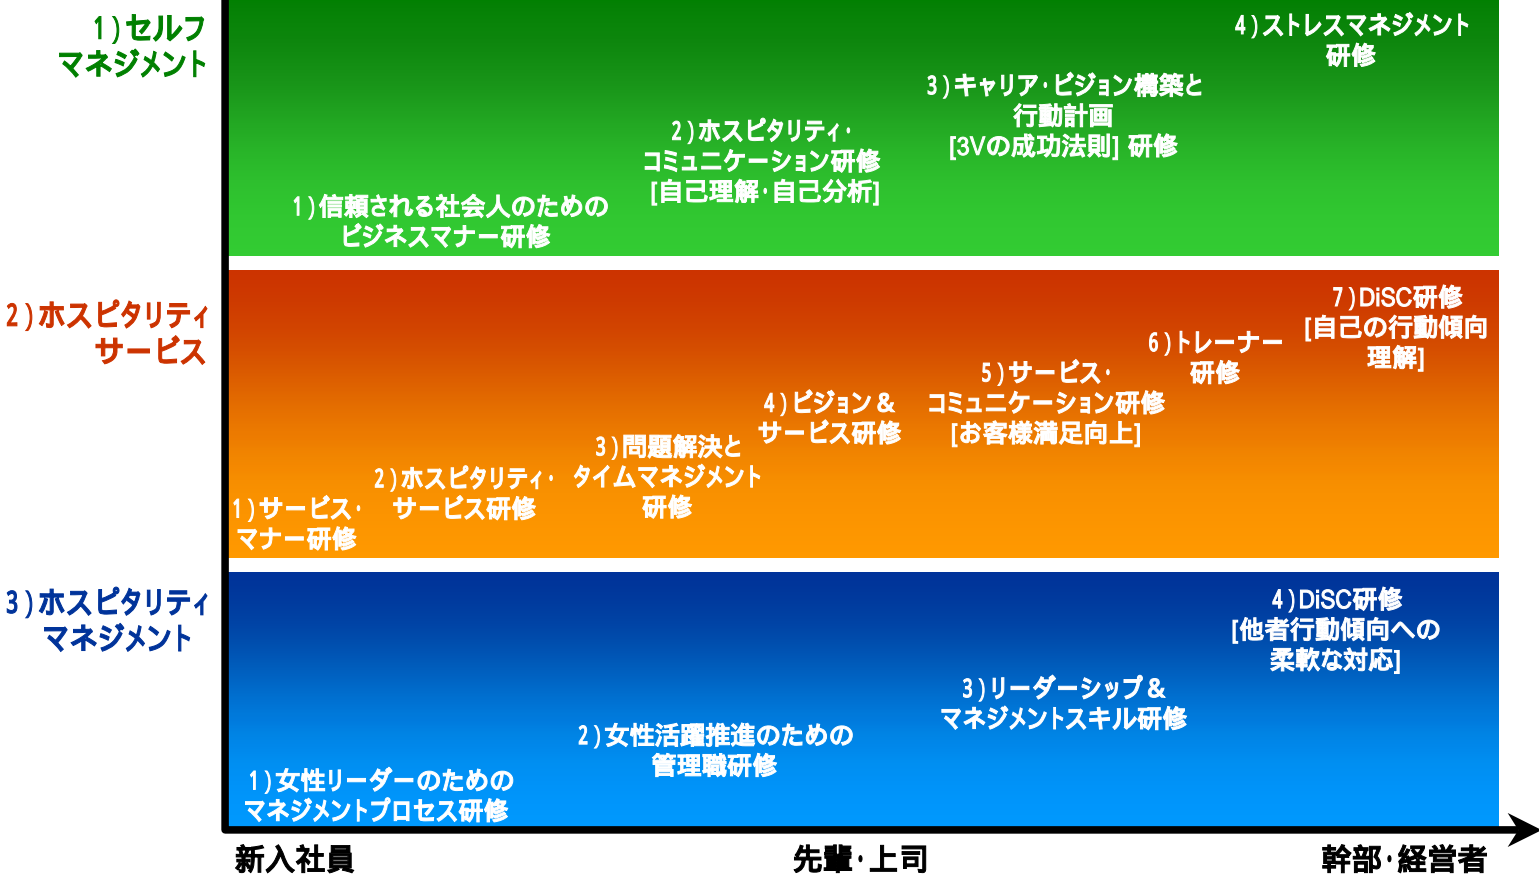 1)セルフ
マネジメント
4)ストレスマネジメント
研修
3)キャリア・ビジョン構築と
行動計画
[3Vの成功法則] 研修
2)ホスピタリティ・
コミュニケーション研修
[自己理解・自己分析]
1)信頼される社会人のための
ビジネスマナー研修
2)ホスピタリティ
サービス
7)DiSC研修
[自己の行動傾向
理解]
6)トレーナー
研修
5)サービス・
コミュニケーション研修
[お客様満足向上]
4)ビジョン&
サービス研修
3)問題解決と
タイムマネジメント
研修
2)ホスピタリティ・
サービス研修
1)サービス・
マナー研修
3)ホスピタリティ
マネジメント
4)DiSC研修
[他者行動傾向への
柔軟な対応]
3)リーダーシップ&
マネジメントスキル研修
2)女性活躍推進のための
管理職研修
1)女性リーダーのための
マネジメントプロセス研修
新入社員
先輩・上司
幹部・経営者